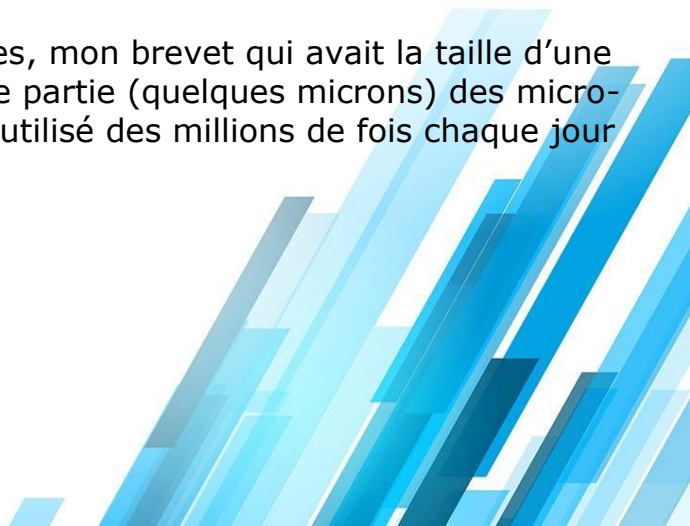 es, mon brevet qui avait la taille d’une
e partie (quelques microns) des micro-
utilisé des millions de fois chaque jour